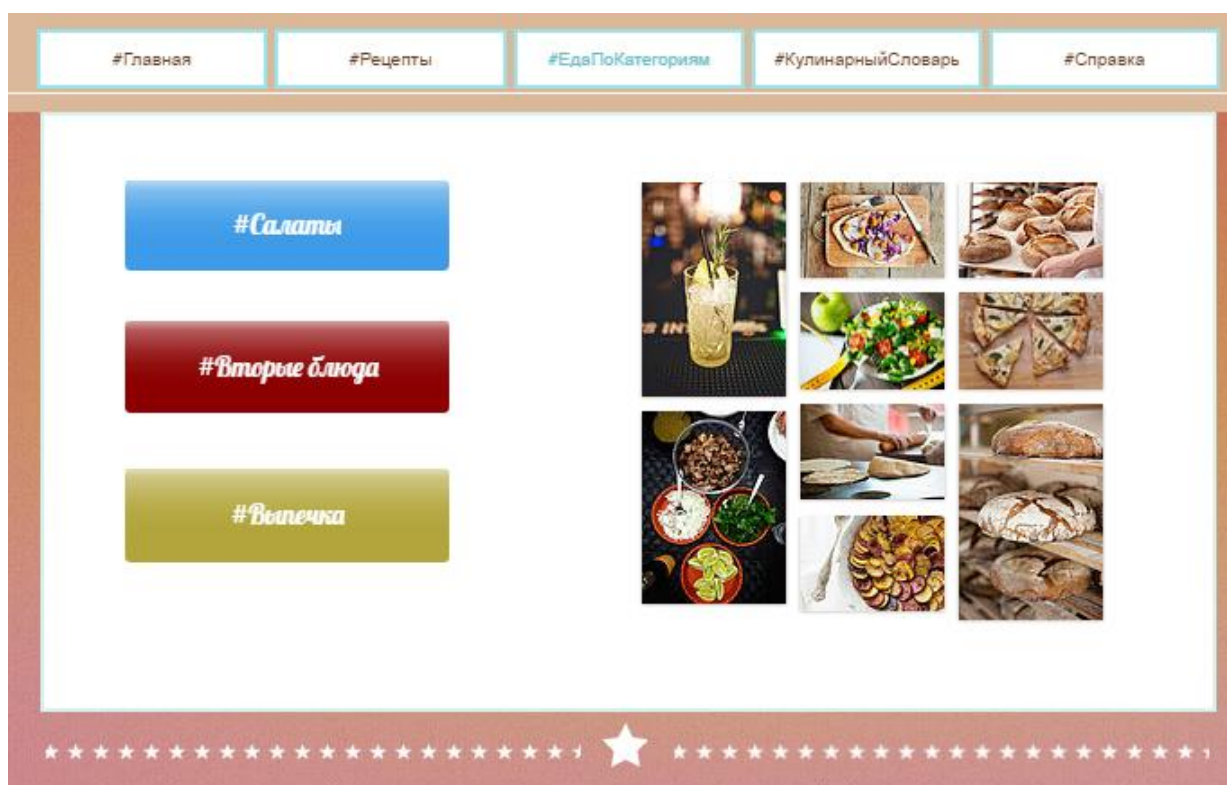 #Главная
#Рецепты
#ЕдаПоКатегориям
#КулинарныйСловарь
#Справка
#Салаты
#Вторые блюда
#Выпечка